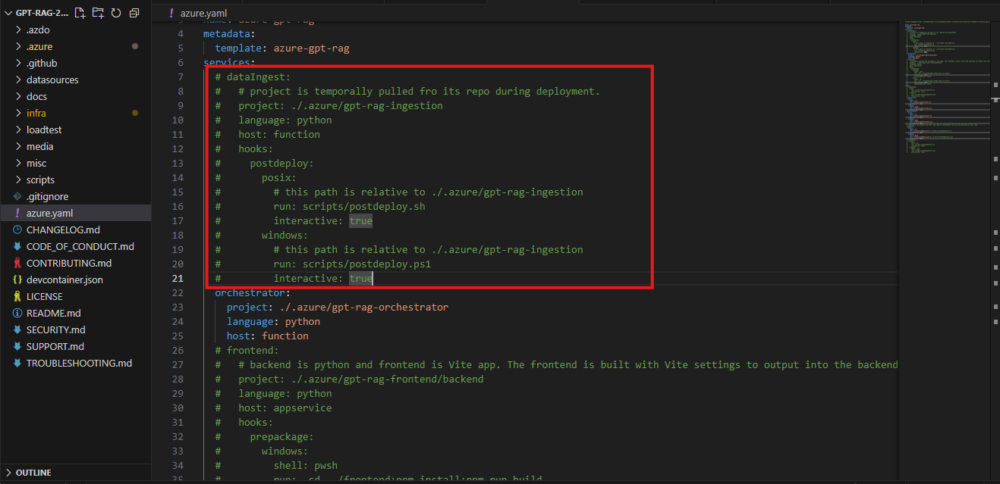 GPT-RAG-2...
.azdo
.azure
.github
datasources
docs
infra
loadtest
media
misc
scripts
.gitignore
azure.yaml
CHANGELOG.md
CODE_OF_CONDUCT.md
CONTRIBUTING.md
devcontainer.json
LICENSE
README.md
SECURITY.md
SUPPORT.md
TROUBLESHOOTING.md
OUTLINE
azure.yaml
3 name: azure-gpt-rag
4 metadata:
5 template: azure-gpt-rag
6 services:
7 # dataIngest:
8 # # project is temporally pulled fro its repo during deployment.
9 # project: ./.azure/gpt-rag-ingestion
10 # language: python
11 # host: function
12 # hooks:
13 # postdeploy:
14 # posix:
15 # # this path is relative to ./.azure/gpt-rag-ingestion
16 # run: scripts/postdeploy.sh
17 # interactive: true
18 # windows:
19 # # this path is relative to ./.azure/gpt-rag-ingestion
20 # run: scripts/postdeploy.ps1
21 # interactive: true
22 orchestrator:
23 project: ./.azure/gpt-rag-orchestrator
24 language: python
25 host: function
26 # frontend:
27 # # backend is python and frontend is Vite app. The frontend is built with Vite settings to output into the backend
28 # project: ./.azure/gpt-rag-frontend/backend
29 # language: python
30 # host: appservice
31 # hooks:
32 # prepackage:
33 # windows:
34 # shell: pwsh
35 # run: cd ../frontend;npm install;npm run build